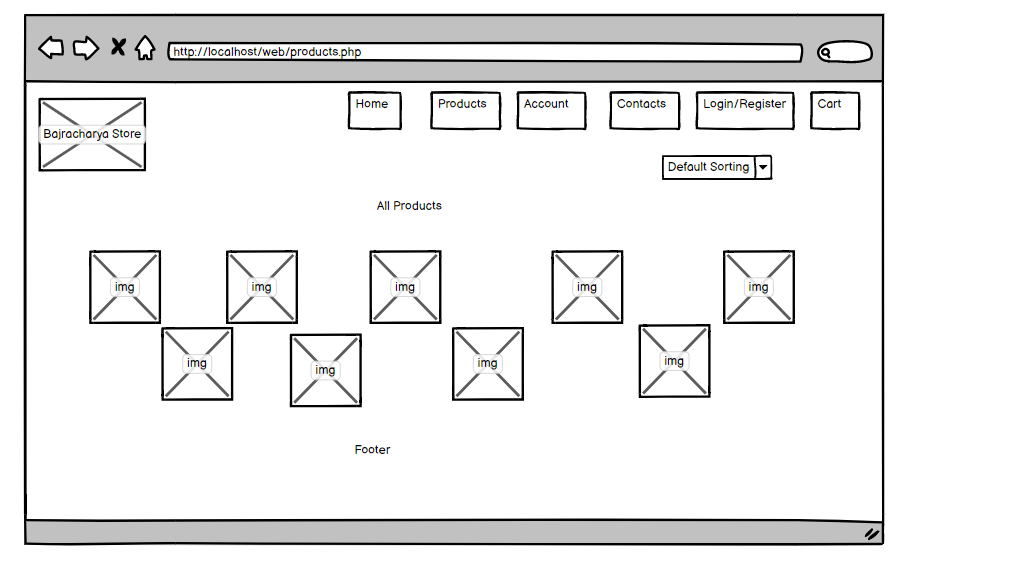 http://localhost/web/products.php
Home
Products
Account
Contacts
Login/Register
Cart
Bajracharya Store
Default Sorting
All Products
img
img
img
img
img
img
img
img
img
Footer